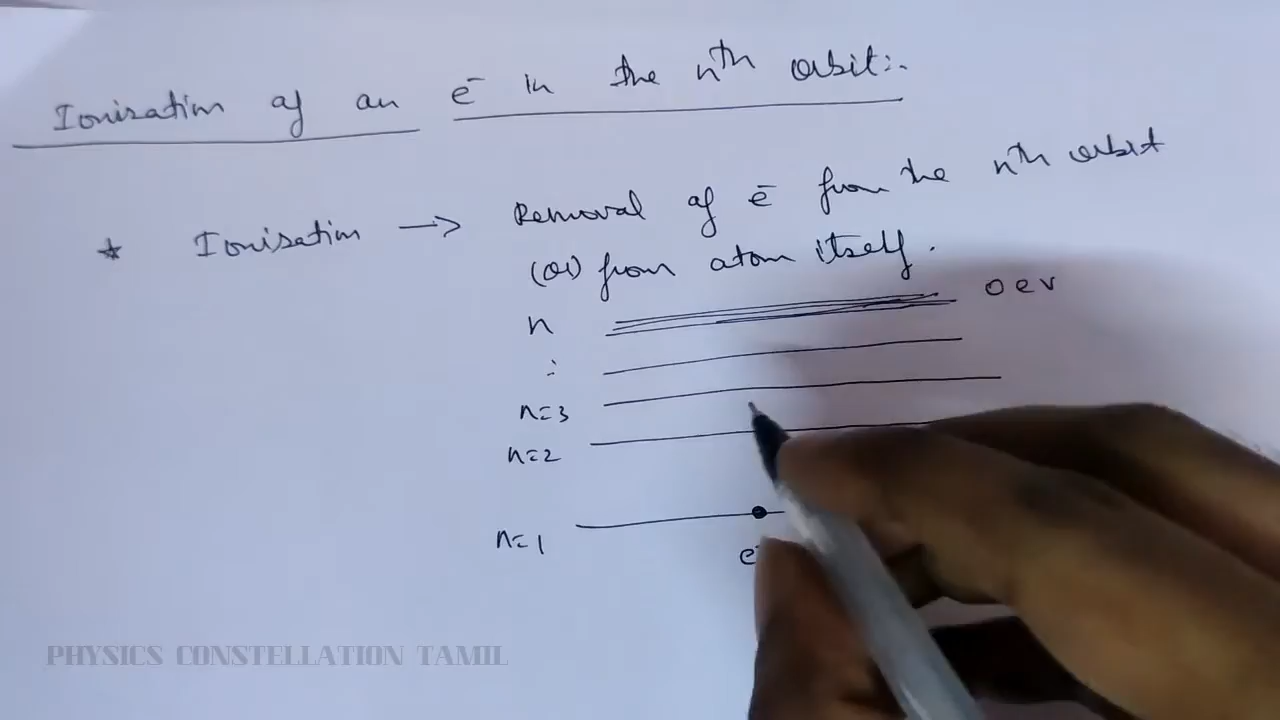 Ionisation of an e⁻ in the nth orbit:-
* Ionisation → Removal of e⁻ from the nth orbit
(or) from atom itself.
n 0 ev
:
n=3
n=2
n=1
e⁻
PHYSICS CONSTELLATION TAMIL